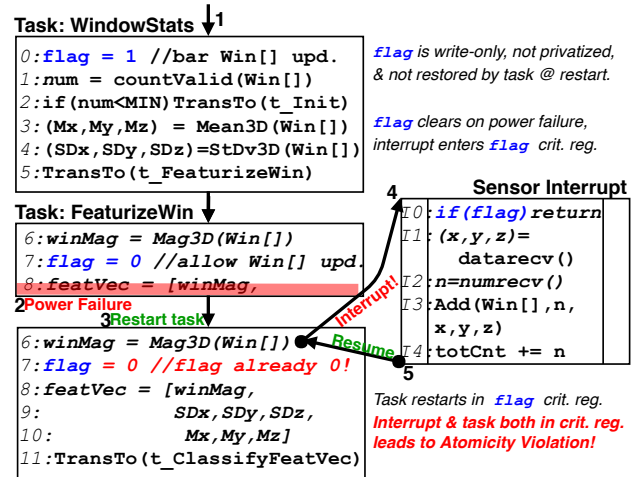 1
Task: WindowStats
0:flag = 1 //bar Win[] upd.
1:num = countValid(Win[])
2:if(num<MIN)TransTo(t_Init)
3:(Mx,My,Mz) = Mean3D(Win[])
4:(SDx,SDy,SDz)=StDv3D(Win[])
5:TransTo(t_FeaturizeWin)
flag is write-only, not privatized,
& not restored by task @ restart.
flag clears on power failure,
interrupt enters flag crit. reg.
Task: FeaturizeWin
6:winMag = Mag3D(Win[])
7:flag = 0 //allow Win[] upd.
8:featVec = [winMag,
2Power Failure
3Restart task
6:winMag = Mag3D(Win[])
7:flag = 0 //flag already 0!
8:featVec = [winMag,
9: SDx,SDy,SDz,
10: Mx,My,Mz]
11:TransTo(t_ClassifyFeatVec)
4
Interrupt!
Resume
5
Sensor Interrupt
I0:if(flag)return
I1:(x,y,z)=
datarecv()
I2:n=numrecv()
I3:Add(Win[],n,
x,y,z)
I4:totCnt += n
Task restarts in flag crit. reg.
Interrupt & task both in crit. reg.
leads to Atomicity Violation!